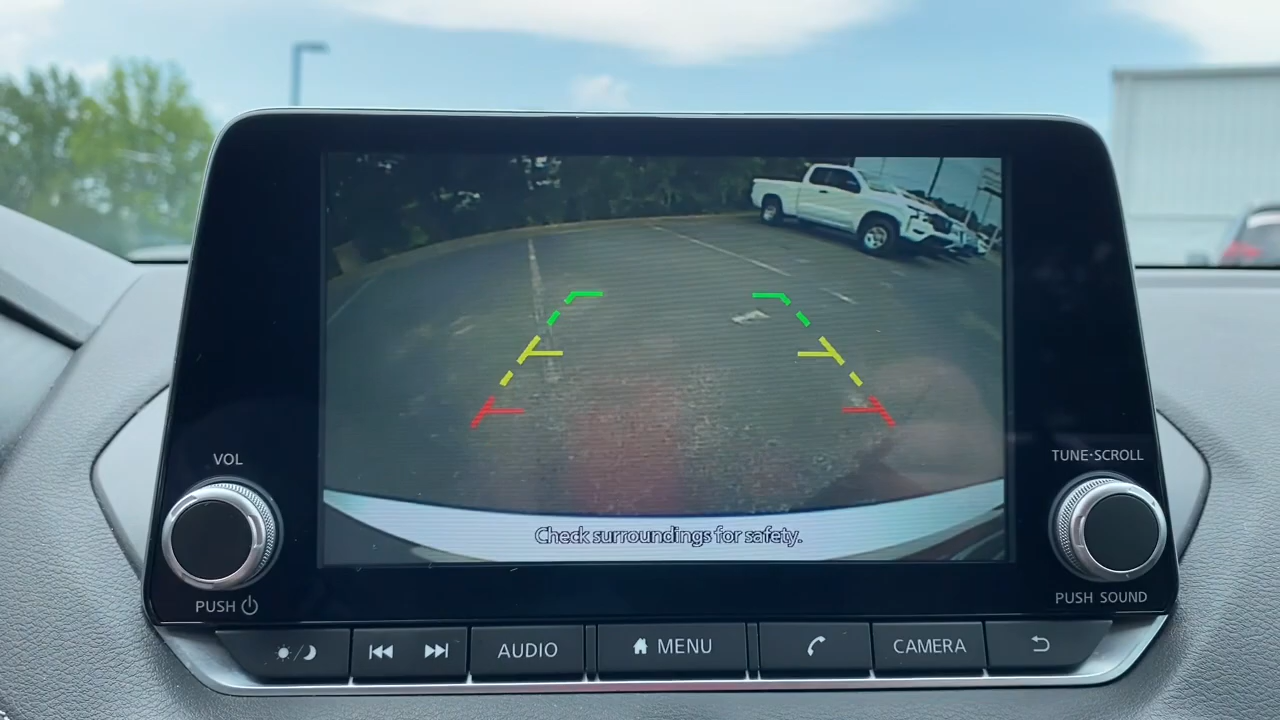 Check surroundings for safety.
VOL
TUNE·SCROLL
PUSH
PUSH SOUND
AUDIO
MENU
CAMERA